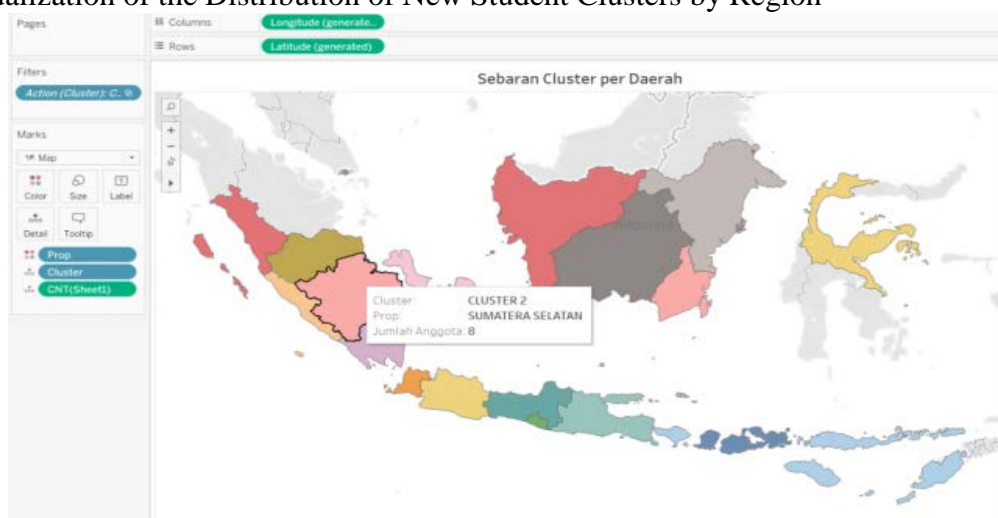 alization of the Distribution of New Student Clusters by Region
Pages
Columns
Longitude (generate..
Rows
Latitude (generated)
Filters
Action (Cluster): C..
Sebaran Cluster per Daerah
Marks
Map
Color
Size
Label
Detail
Tooltip
Prop
Cluster
CNT(Sheet1)
Cluster: CLUSTER 2
Prop: SUMATERA SELATAN
Jumlah Anggota: 8